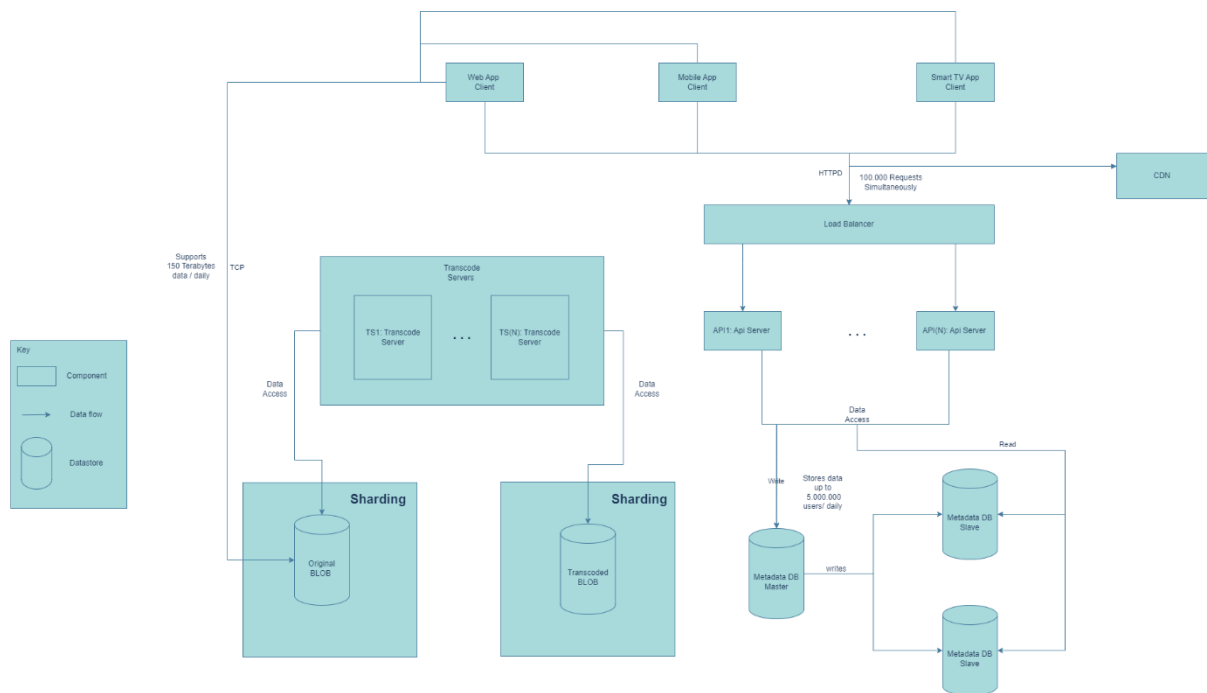 Web App
Client
Mobile App
Client
Smart TV App
Client
HTTPD
100.000 Requests
Simultaneously
CDN
Load Balancer
Supports
150 Terabytes
data / daily
TCP
Transcode
Servers
TS1: Transcode
Server
...
TS(N): Transcode
Server
API1: Api Server
...
API(N): Api Server
Key
Component
Data flow
Datastore
Data
Access
Data
Access
Data
Access
Read
Write
Stores data
up to
5.000.000
users/ daily
Sharding
Original
BLOB
Sharding
Transcoded
BLOB
Metadata DB
Master
writes
Metadata DB
Slave
Metadata DB
Slave